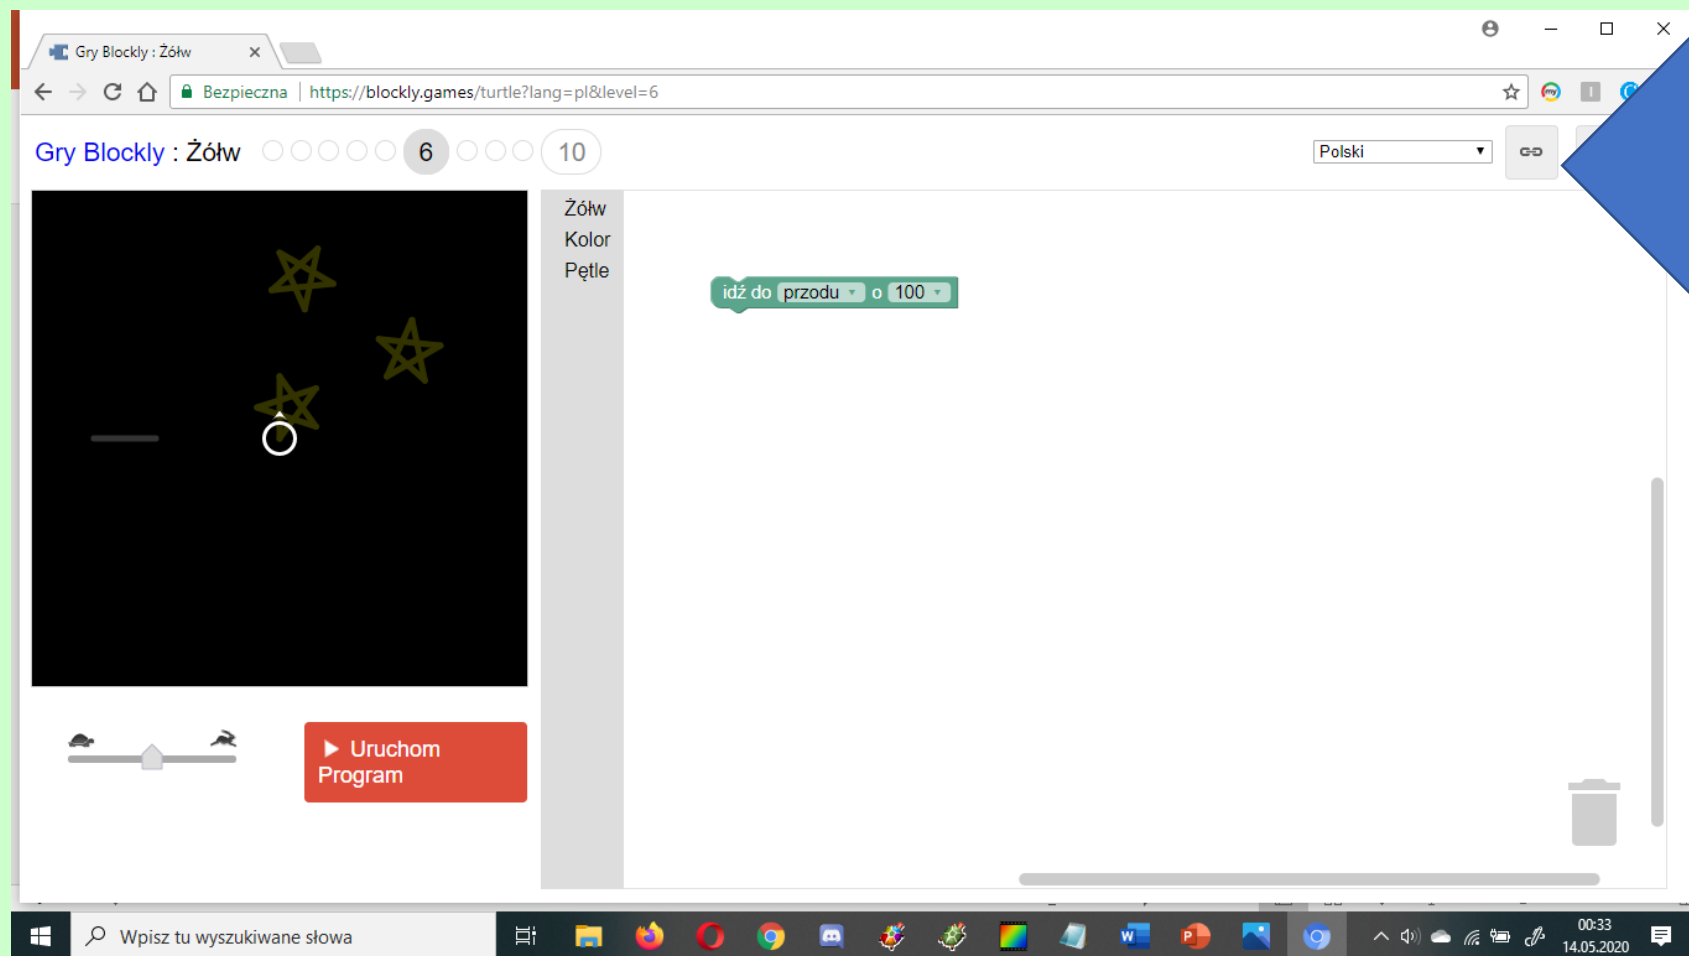 Gry Blockly : Żółw
Bezpieczna | https://blockly.games/turtle?lang=pl&level=6
Gry Blockly : Żółw 6 10
Polski
Żółw
Kolor
Pętle
idź do przodu o 100
Uruchom
Program
Wpisz tu wyszukiwane słowa
00:33
14.05.2020